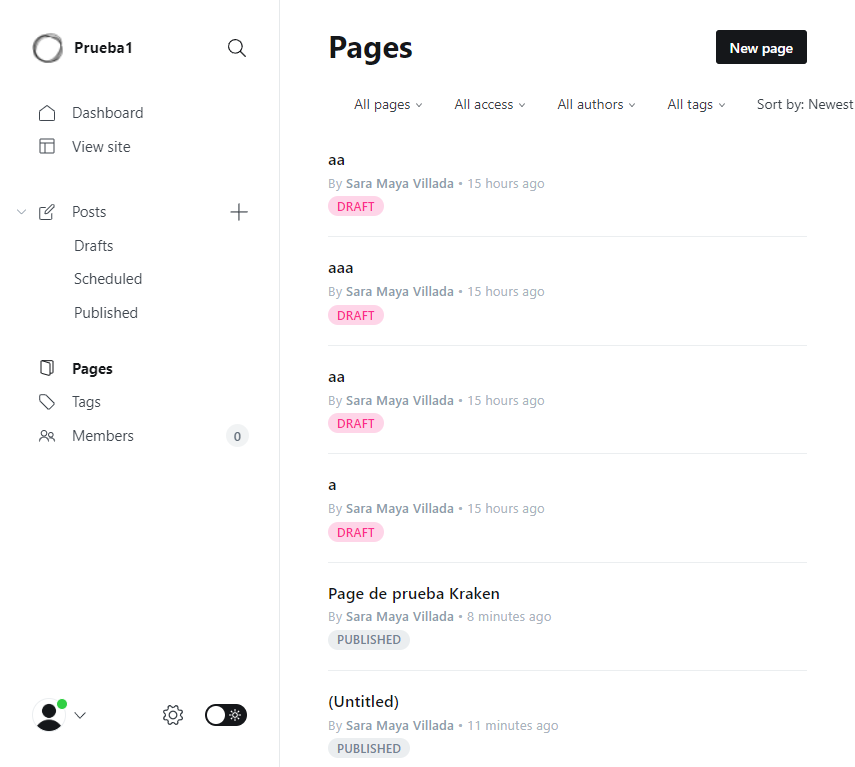 Prueba1
Dashboard
View site
Posts
Drafts
Scheduled
Published
Pages
Tags
Members 0
Pages
New page
All pages All access All authors All tags Sort by: Newest
aa
By Sara Maya Villada • 15 hours ago
DRAFT
aaa
By Sara Maya Villada • 15 hours ago
DRAFT
aa
By Sara Maya Villada • 15 hours ago
DRAFT
a
By Sara Maya Villada • 15 hours ago
DRAFT
Page de prueba Kraken
By Sara Maya Villada • 8 minutes ago
PUBLISHED
(Untitled)
By Sara Maya Villada • 11 minutes ago
PUBLISHED